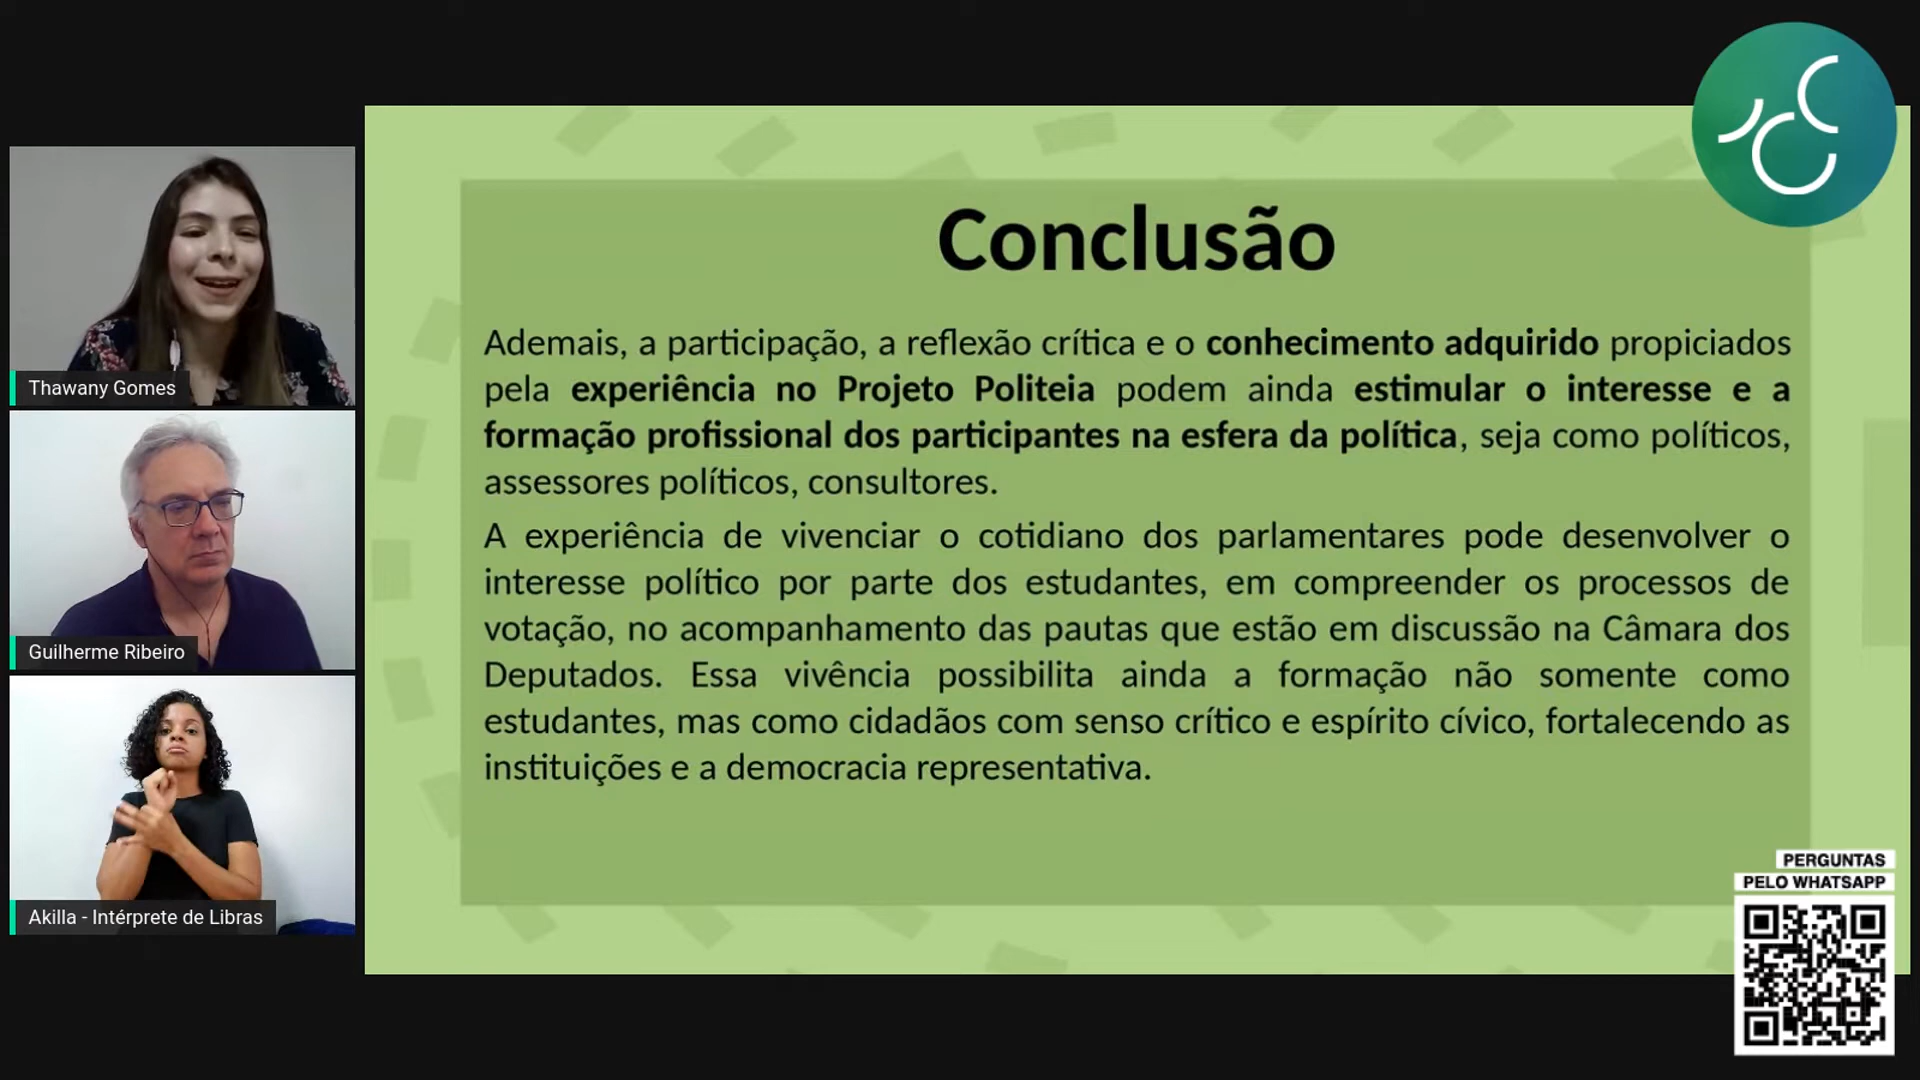 Thawany Gomes
Guilherme Ribeiro
Akilla - Intérprete de Libras
Conclusão
Ademais, a participação, a reflexão crítica e o conhecimento adquirido propiciados
pela experiência no Projeto Politeia podem ainda estimular o interesse e a
formação profissional dos participantes na esfera da política, seja como políticos,
assessores políticos, consultores.
A experiência de vivenciar o cotidiano dos parlamentares pode desenvolver o
interesse político por parte dos estudantes, em compreender os processos de
votação, no acompanhamento das pautas que estão em discussão na Câmara dos
Deputados. Essa vivência possibilita ainda a formação não somente como
estudantes, mas como cidadãos com senso crítico e espírito cívico, fortalecendo as
instituições e a democracia representativa.
PERGUNTAS
PELO WHATSAPP